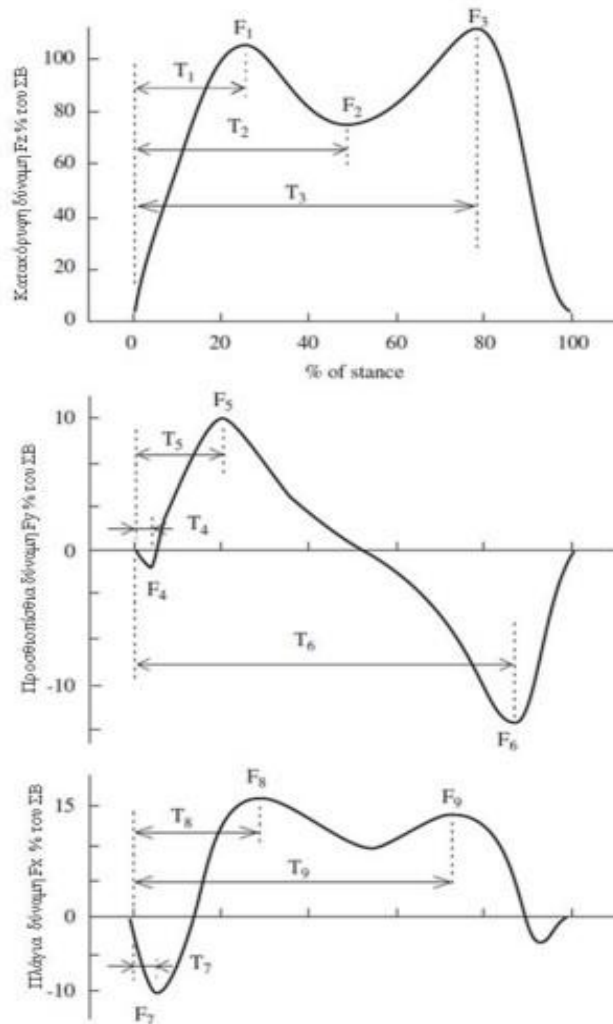 F1
F3
100
T1
80
F2
T2
60
40
T3
20
0
0 20 40 60 80 100
% of stance
Κατακόρυφη δύναμη Fz % του ΣΒ
10
F5
T5
T4
0
F4
T6
-10
F6
Προσθιοπίσθια δύναμη Fy % του ΣΒ
F8
15
F9
T8
T9
0
T7
-10
F7
Πλάγια δύναμη Fx % του ΣΒ